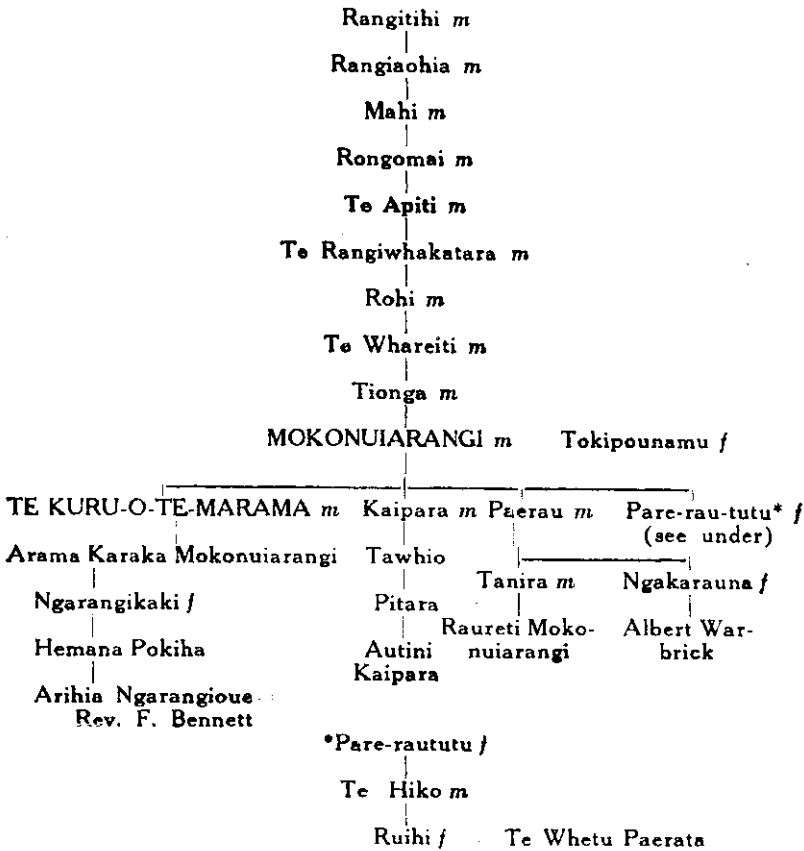 Rangitihi m
Rangiaohia m
Mahi m
Rongomai m
Te Apiti m
Te Rangiwhakatara m
Rohi m
Te Whareiti m
Tionga m
MOKONUIARANGI m Tokipounamu f
TE KURU-O-TE-MARAMA m Kaipara m Paerau m Pare-rau-tutu* f
(see under)
Arama Karaka Mokonuiarangi Tawhio
Tanira m Ngakarauna f
Ngarangikaki f Pitara
Raureti Moko- Albert War-
Hemana Pokiha Autini nuiarangi brick
Kaipara
Arihia Ngarangioue
Rev. F. Bennett
*Pare-raututu f
Te Hiko m
Ruihi f Te Whetu Paerata